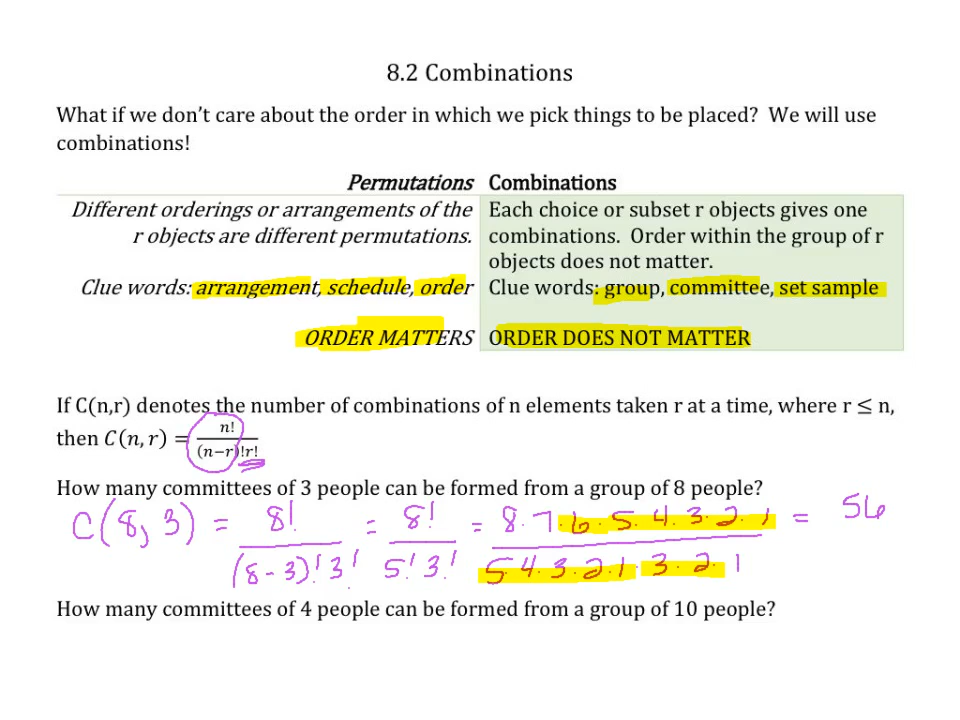 8.2 Combinations
What if we don't care about the order in which we pick things to be placed? We will use
combinations!
Permutations Combinations
Different orderings or arrangements of the Each choice or subset r objects gives one
r objects are different permutations. combinations. Order within the group of r
objects does not matter.
Clue words: arrangement, schedule, order Clue words: group, committee, set sample
ORDER MATTERS ORDER DOES NOT MATTER
If C(n,r) denotes the number of combinations of n elements taken r at a time, where r ≤ n,
then C(n, r) = n! / (n−r)!r!
How many committees of 3 people can be formed from a group of 8 people?
C(8, 3) = 8! / (8-3)! 3! = 8! / 5! 3! = 8·7·6·5·4·3·2·1 / 5·4·3·2·1·3·2·1 = 56
How many committees of 4 people can be formed from a group of 10 people?